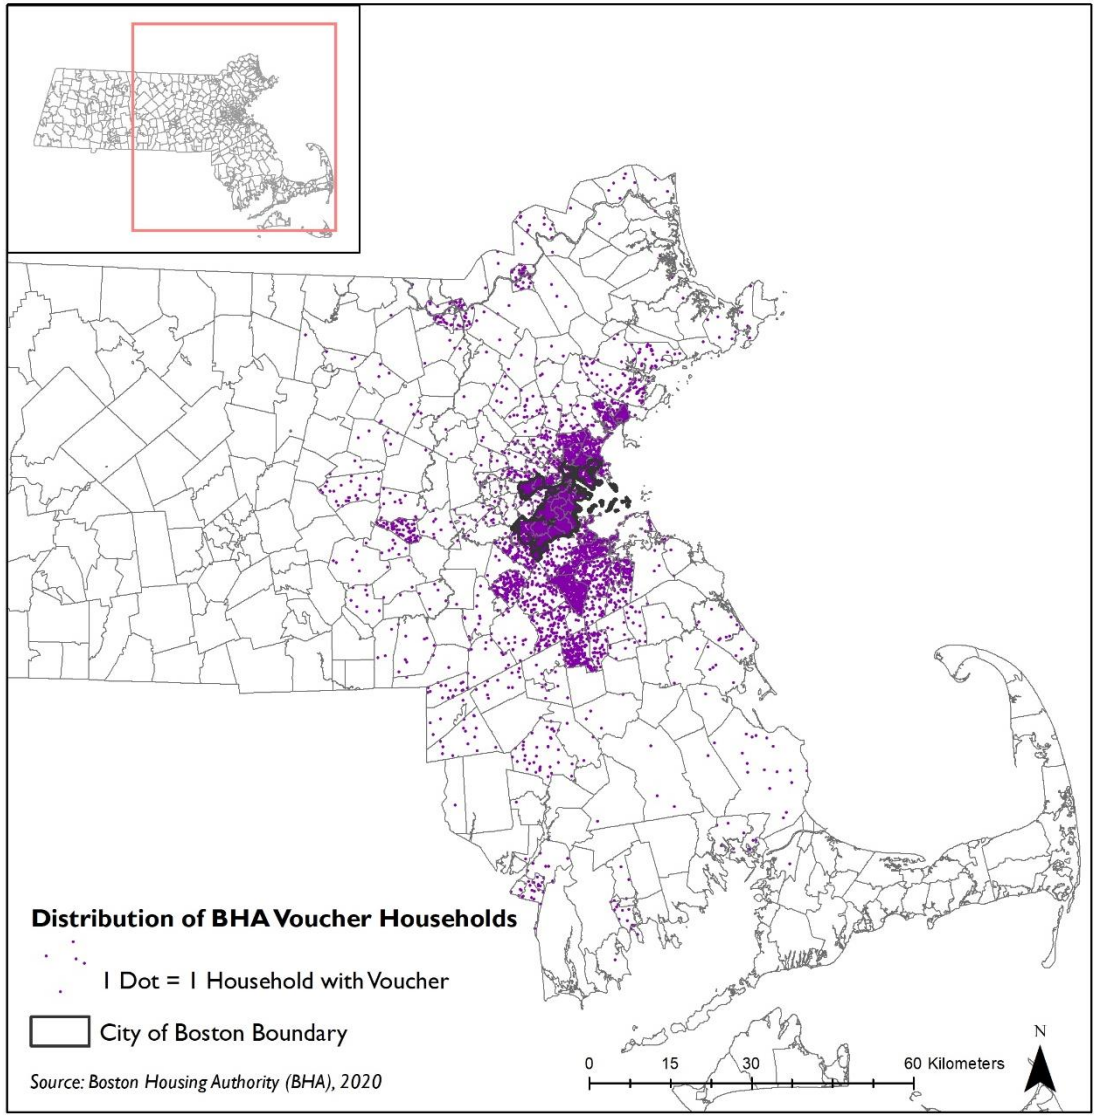 Distribution of BHA Voucher Households
1 Dot = 1 Household with Voucher
City of Boston Boundary
Source: Boston Housing Authority (BHA), 2020
0 15 30 60 Kilometers
N